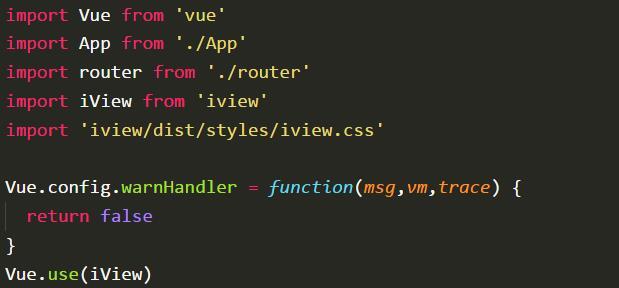 import Vue from 'vue'
import App from './App'
import router from './router'
import iView from 'iview'
import 'iview/dist/styles/iview.css'

Vue.config.warnHandler = function(msg,vm,trace) {
  return false
}
Vue.use(iView)